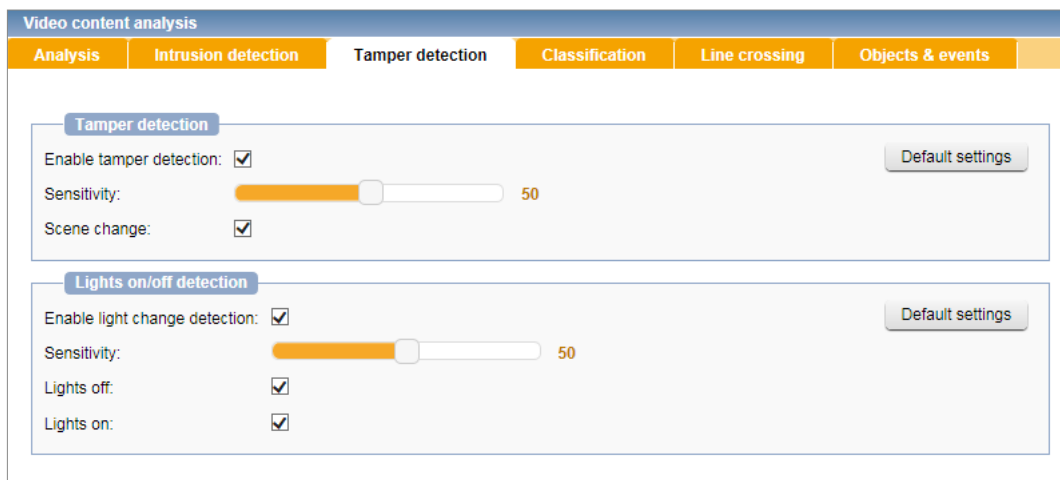 Video content analysis
Analysis Intrusion detection Tamper detection Classification Line crossing Objects & events
Tamper detection
Enable tamper detection: Default settings
Sensitivity: 50
Scene change:
Lights on/off detection
Enable light change detection: Default settings
Sensitivity: 50
Lights off:
Lights on: